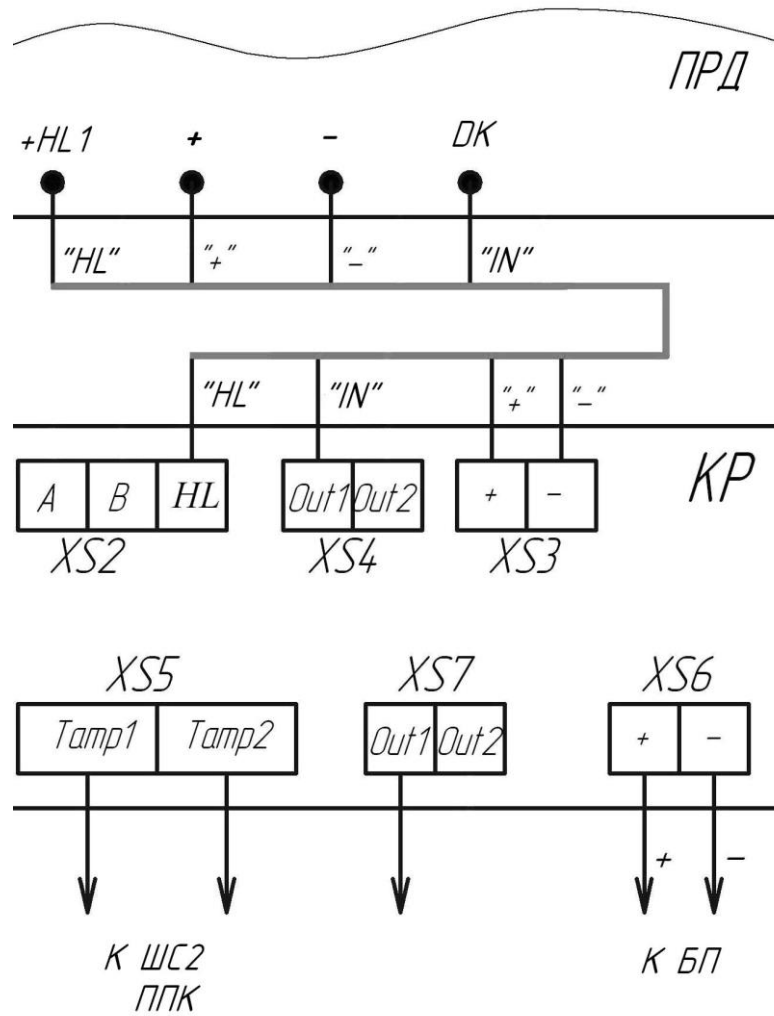 ПРД
+HL1 + - DK
"HL" "+" "-" "IN"
"HL" "IN" "+" "-"
КР
A B HL Out1 Out2 + -
XS2 XS4 XS3
XS5 XS7 XS6
Tamp1 Tamp2 Out1 Out2 + -
+ -
К ШС2 К БП
ППК